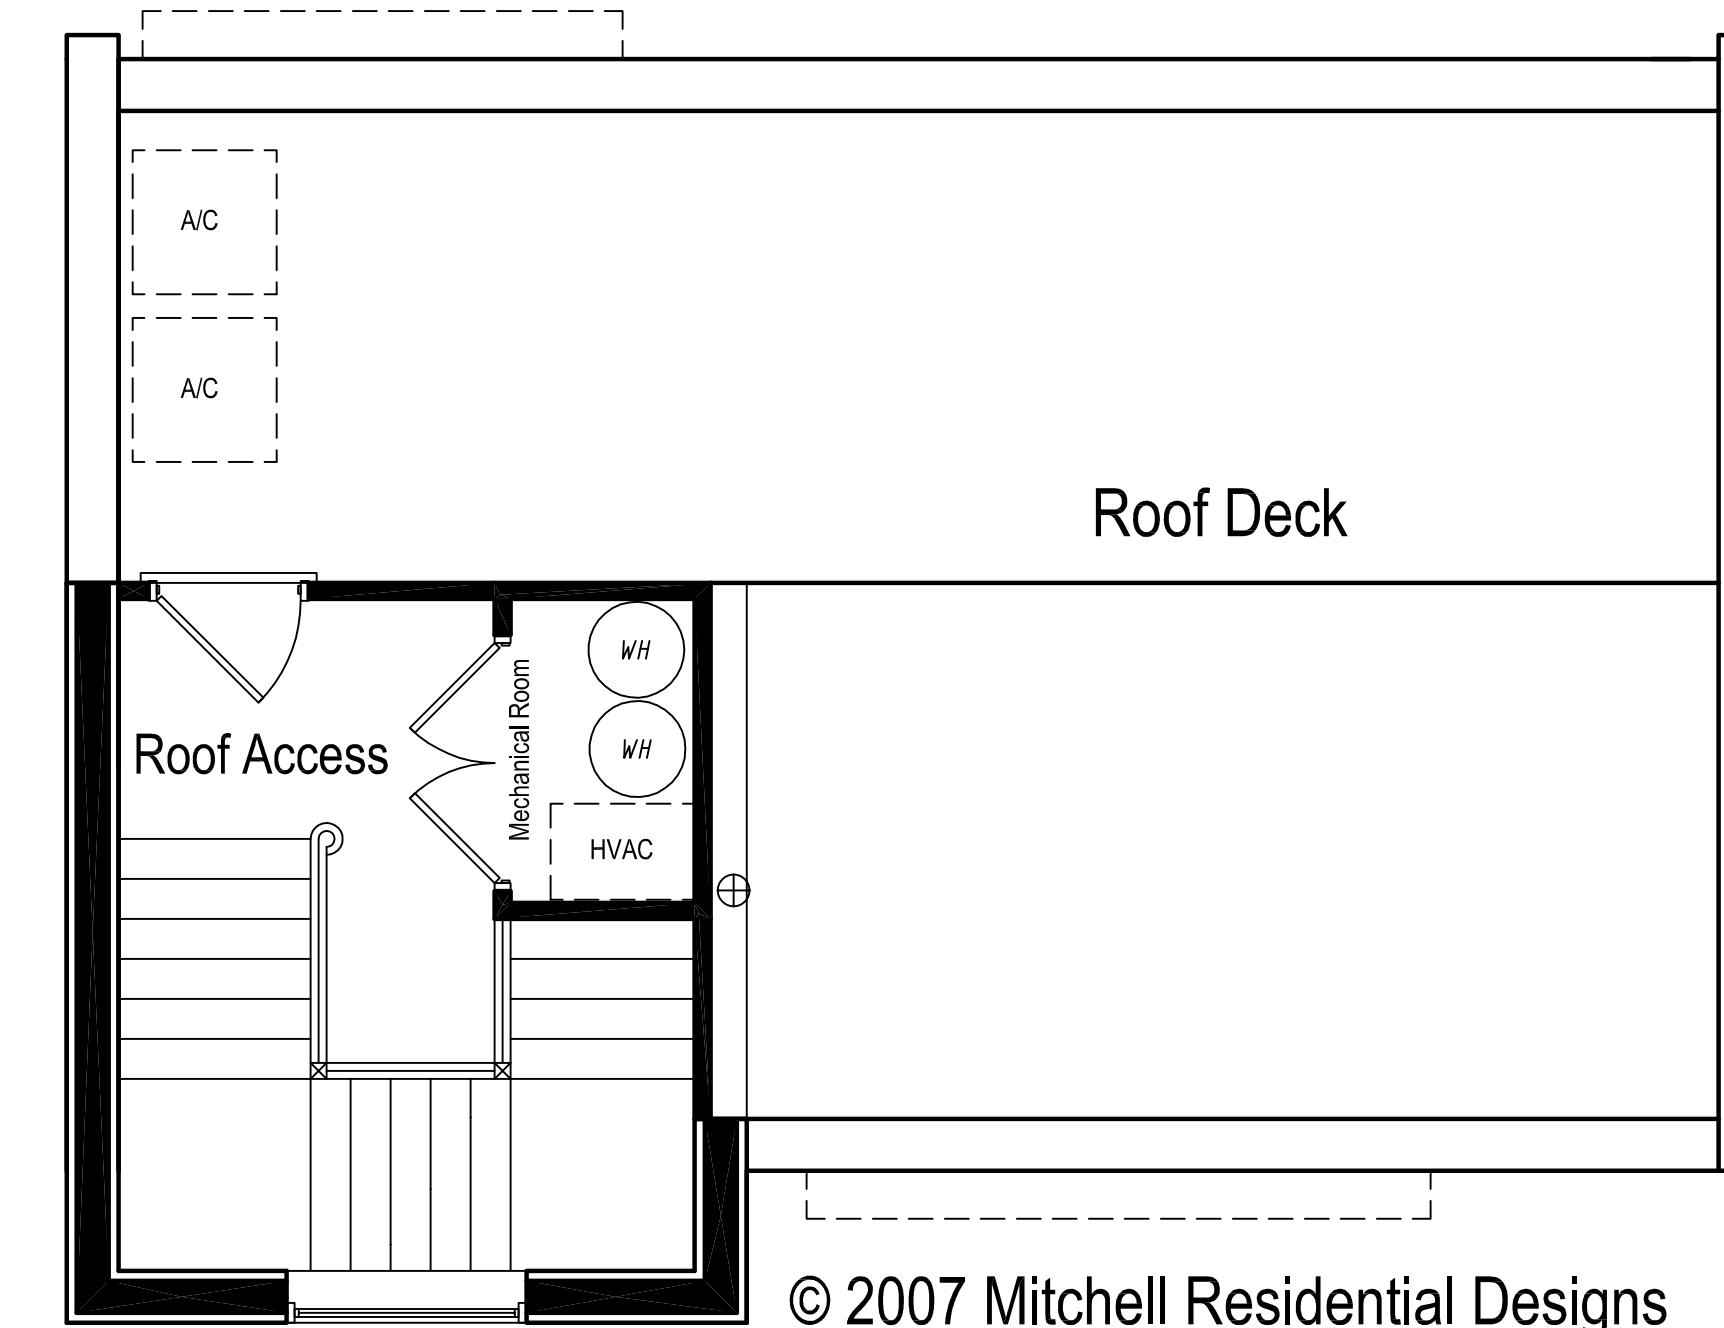 A/C
A/C
Roof Deck
WH
Mechanical Room
WH
Roof Access
HVAC
© 2007 Mitchell Residential Designs